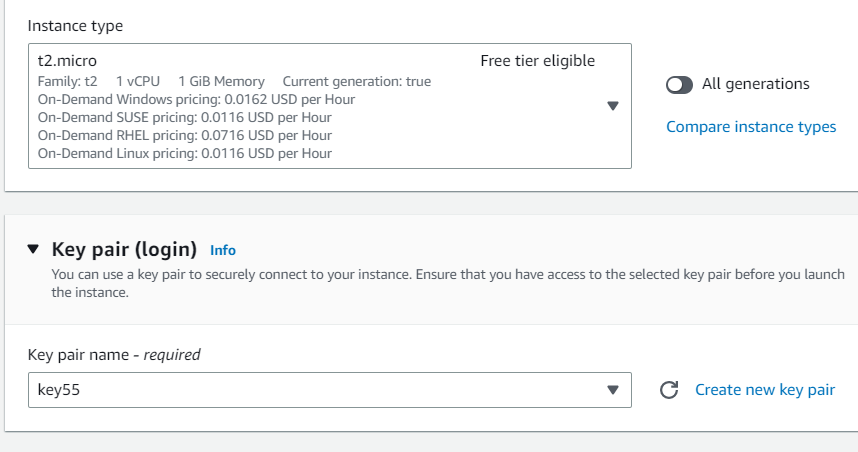 Instance type
t2.micro Free tier eligible
Family: t2 1 vCPU 1 GiB Memory Current generation: true
On-Demand Windows pricing: 0.0162 USD per Hour
On-Demand SUSE pricing: 0.0116 USD per Hour
On-Demand RHEL pricing: 0.0716 USD per Hour
On-Demand Linux pricing: 0.0116 USD per Hour
All generations
Compare instance types
Key pair (login) Info
You can use a key pair to securely connect to your instance. Ensure that you have access to the selected key pair before you launch
the instance.
Key pair name - required
key55
Create new key pair